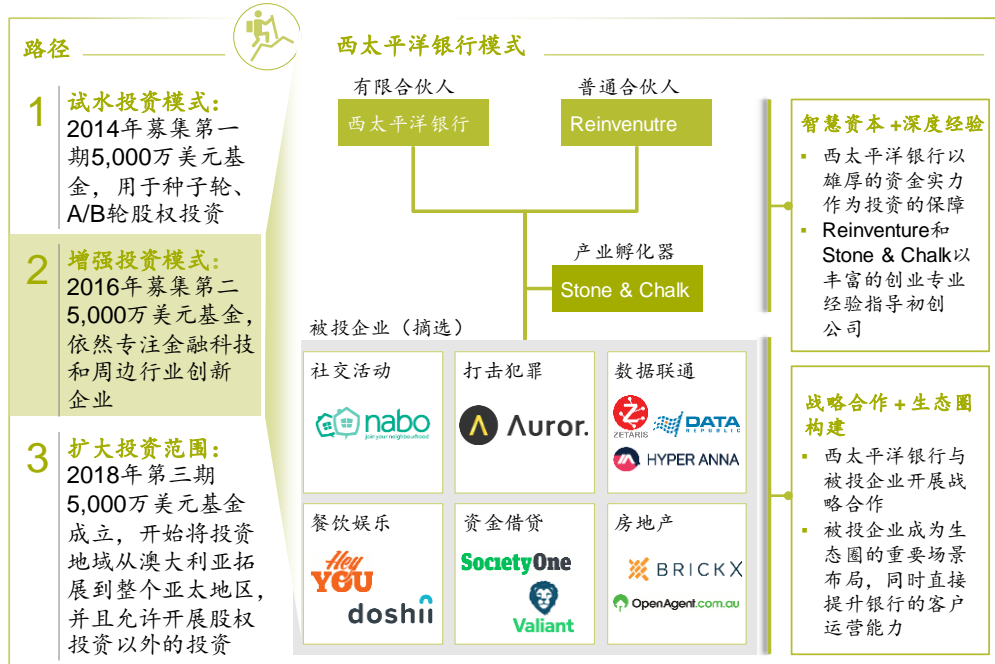 路径
1
试水投资模式：
2014年募集第一
期5,000万美元基
金，用于种子轮、
A/B轮股权投资
2
增强投资模式：
2016年募集第二
5,000万美元基金，
依然专注金融科技
和周边行业创新
企业
3
扩大投资范围：
2018年第三期
5,000万美元基金
成立，开始将投资
地域从澳大利亚拓
展到整个亚太地区，
并且允许开展股权
投资以外的投资
西太平洋银行模式
有限合伙人
西太平洋银行
普通合伙人
Reinvenutre
产业孵化器
Stone & Chalk
被投企业（摘选）
社交活动
nabo
join your neighbourhood
打击犯罪
Auror.
数据联通
ZETARIS
DATA
REPUBLIC
HYPER ANNA
餐饮娱乐
Hey
YOU
doshii
资金借贷
SocietyOne
Valiant
房地产
BRICKX
OpenAgent.com.au
智慧资本+深度经验
▪ 西太平洋银行以
雄厚的资金实力
作为投资的保障
▪ Reinventure和
Stone & Chalk以
丰富的创业专业
经验指导初创
公司
战略合作+生态圈
构建
▪ 西太平洋银行与
被投企业开展战
略合作
▪ 被投企业成为生
态圈的重要场景
布局，同时直接
提升银行的客户
运营能力